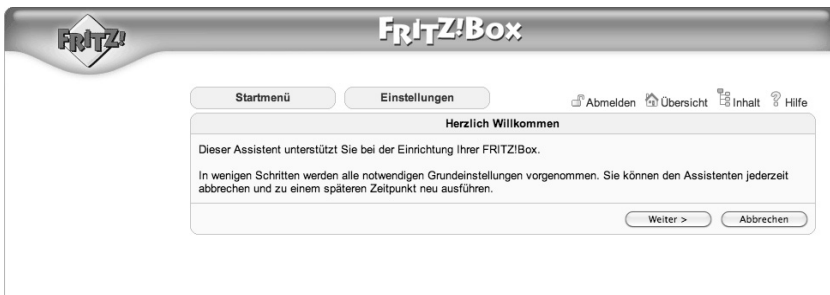 FRITZ!
FRITZ!Box
Startmenü Einstellungen Abmelden Übersicht Inhalt ? Hilfe
Herzlich Willkommen
Dieser Assistent unterstützt Sie bei der Einrichtung Ihrer FRITZ!Box.
In wenigen Schritten werden alle notwendigen Grundeinstellungen vorgenommen. Sie können den Assistenten jederzeit
abbrechen und zu einem späteren Zeitpunkt neu ausführen.
Weiter > Abbrechen